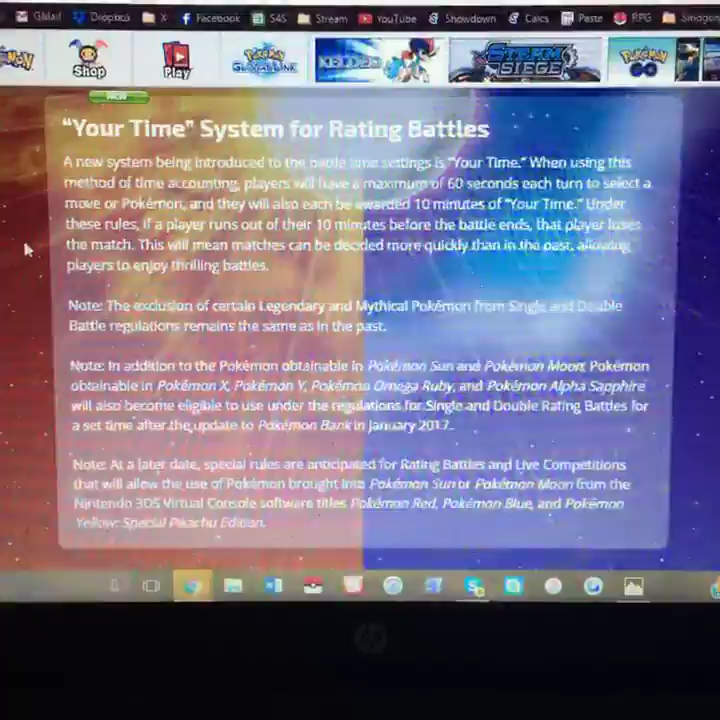 GMail Dropbox X Facebook S4S Stream YouTube Showdown Calcs Paste RPG Smogon
Shop Play Pokémon Global Link KELDEO STEAM SIEGE Pokémon GO
NEW
“Your Time” System for Rating Battles
A new system being introduced to the battle time settings is “Your Time.” When using this
method of time accounting, players will have a maximum of 60 seconds each turn to select a
move or Pokémon, and they will also each be awarded 10 minutes of “Your Time.” Under
these rules, if a player runs out of their 10 minutes before the battle ends, that player loses
the match. This will mean matches can be decided more quickly than in the past, allowing
players to enjoy thrilling battles.
Note: The exclusion of certain Legendary and Mythical Pokémon from Single and Double
Battle regulations remains the same as in the past.
Note: In addition to the Pokémon obtainable in Pokémon Sun and Pokémon Moon, Pokémon
obtainable in Pokémon X, Pokémon Y, Pokémon Omega Ruby, and Pokémon Alpha Sapphire
will also become eligible to use under the regulations for Single and Double Rating Battles for
a set time after the update to Pokémon Bank in January 2017.
Note: At a later date, special rules are anticipated for Rating Battles and Live Competitions
that will allow the use of Pokémon brought into Pokémon Sun or Pokémon Moon from the
Nintendo 3DS Virtual Console software titles Pokémon Red, Pokémon Blue, and Pokémon
Yellow: Special Pikachu Edition.
hp